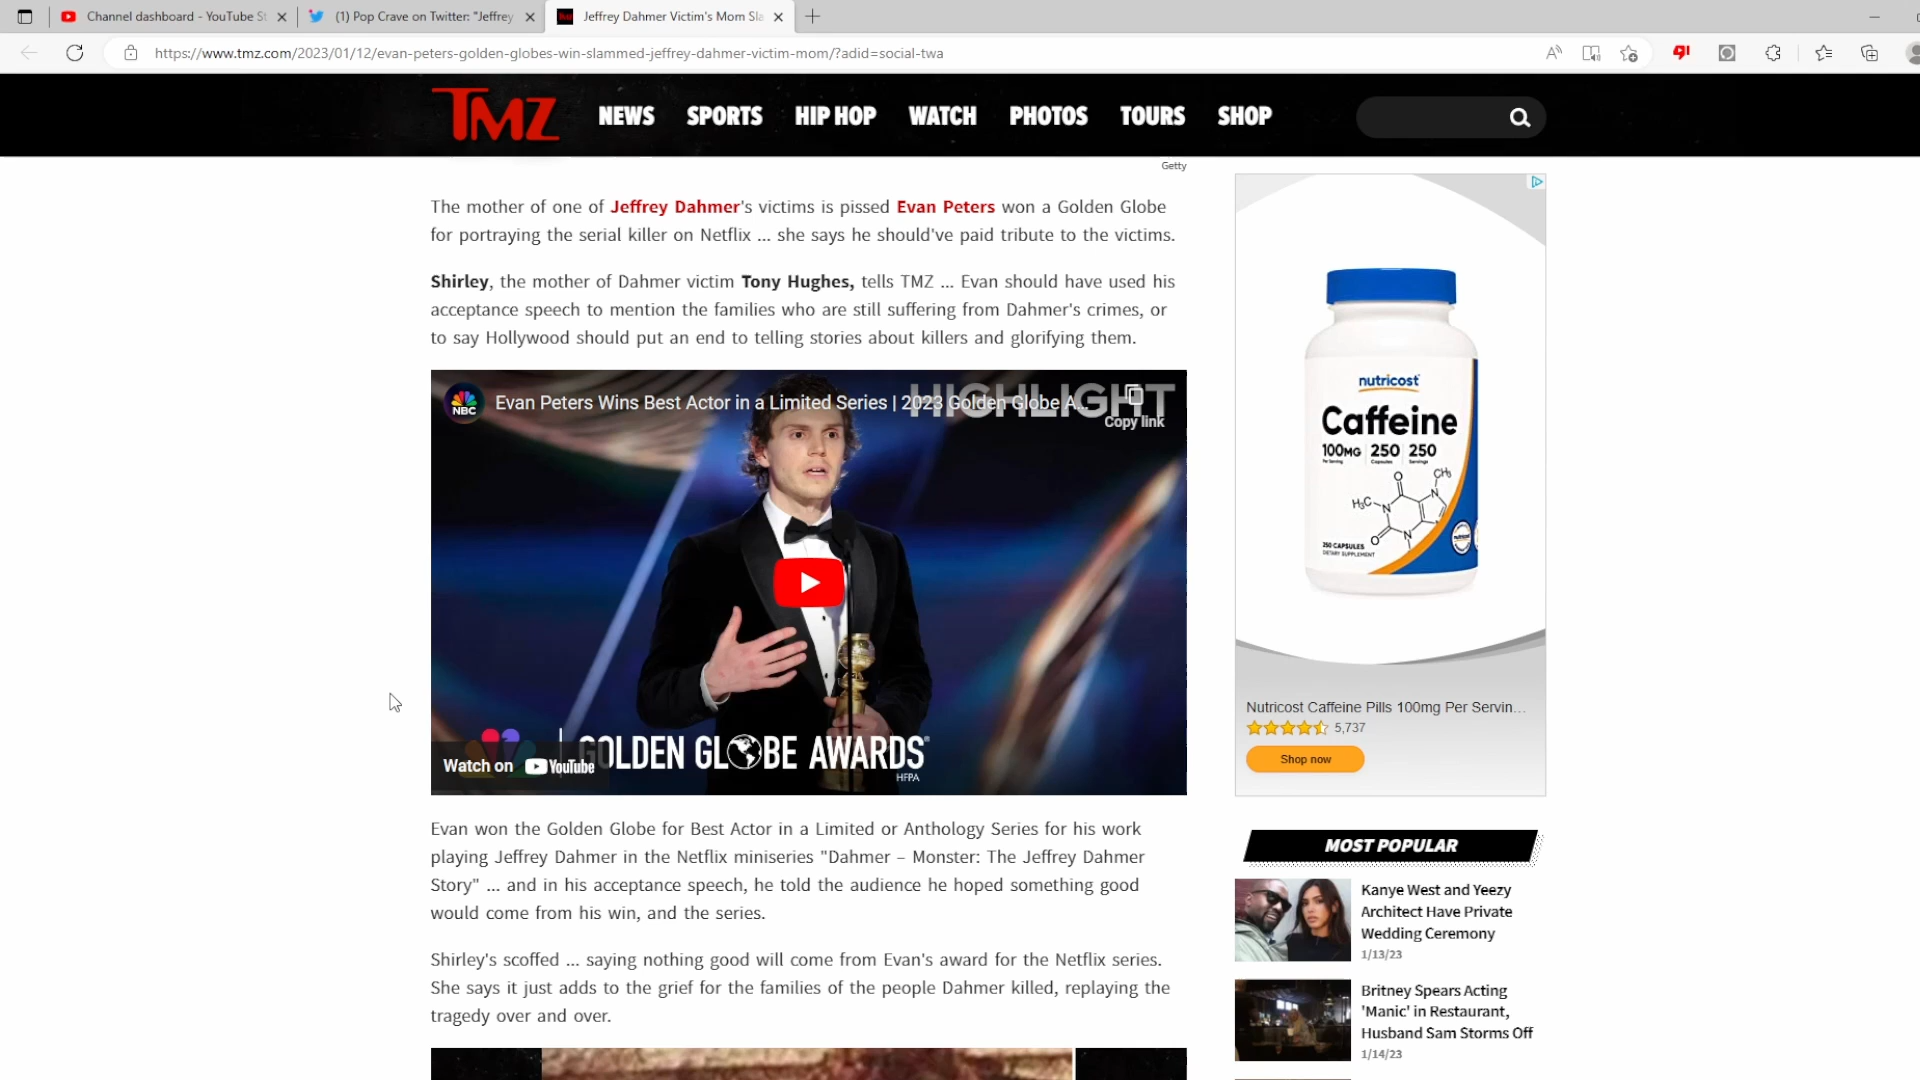 Channel dashboard - YouTube St
(1) Pop Crave on Twitter: "Jeffrey
Jeffrey Dahmer Victim's Mom Sla
https://www.tmz.com/2023/01/12/evan-peters-golden-globes-win-slammed-jeffrey-dahmer-victim-mom/?adid=social-twa
TMZ
NEWS SPORTS HIP HOP WATCH PHOTOS TOURS SHOP
Getty
The mother of one of Jeffrey Dahmer's victims is pissed Evan Peters won a Golden Globe
for portraying the serial killer on Netflix ... she says he should've paid tribute to the victims.
Shirley, the mother of Dahmer victim Tony Hughes, tells TMZ ... Evan should have used his
acceptance speech to mention the families who are still suffering from Dahmer's crimes, or
to say Hollywood should put an end to telling stories about killers and glorifying them.
HIGHLIGHT
NBC
Evan Peters Wins Best Actor in a Limited Series | 2023 Golden Globe A...
Copy link
GOLDEN GLOBE AWARDS
HFPA
Watch on YouTube
Evan won the Golden Globe for Best Actor in a Limited or Anthology Series for his work
playing Jeffrey Dahmer in the Netflix miniseries "Dahmer – Monster: The Jeffrey Dahmer
Story" ... and in his acceptance speech, he told the audience he hoped something good
would come from his win, and the series.
Shirley's scoffed ... saying nothing good will come from Evan's award for the Netflix series.
She says it just adds to the grief for the families of the people Dahmer killed, replaying the
tragedy over and over.
nutricost
Caffeine
100MG 250 250
Per Serving Capsules Servings
H₃C
O
N
CH₃
N
N
O
N
250 CAPSULES
DIETARY SUPPLEMENT
Nutricost Caffeine Pills 100mg Per Servin...
5,737
Shop now
MOST POPULAR
Kanye West and Yeezy
Architect Have Private
Wedding Ceremony
1/13/23
Britney Spears Acting
'Manic' in Restaurant,
Husband Sam Storms Off
1/14/23